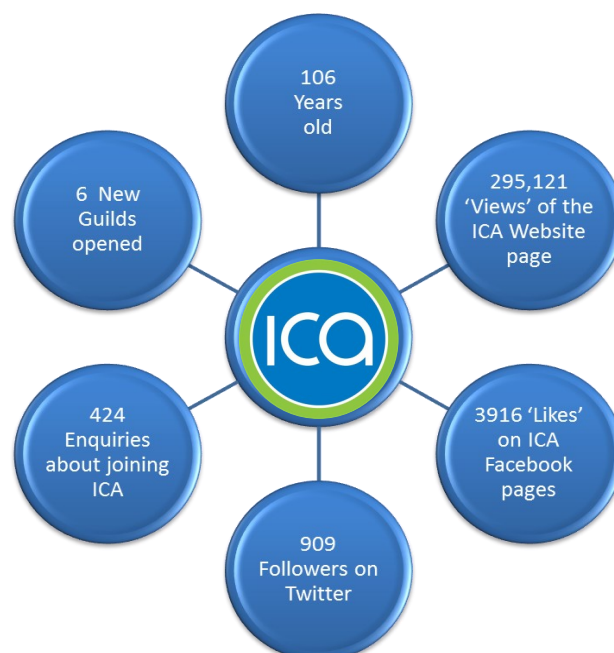 106
Years
old
295,121
‘Views’ of the
ICA Website
page
3916 ‘Likes’
on ICA
Facebook
pages
909
Followers on
Twitter
424
Enquiries
about joining
ICA
6 New
Guilds
opened
ica